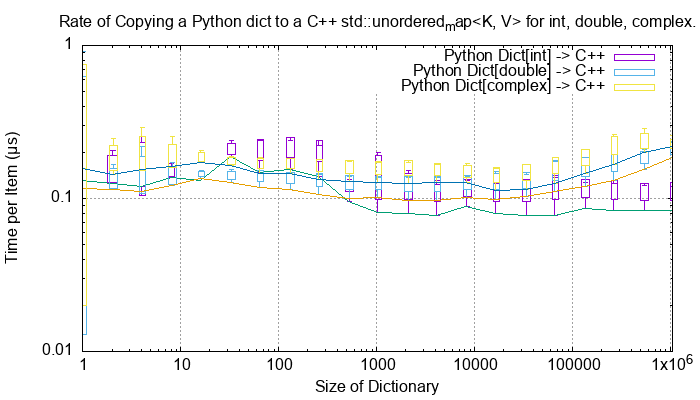 Rate of Copying a Python dict to a C++ std::unordered_map<K, V> for int, double, complex.
1
Python Dict[int] -> C++
Python Dict[double] -> C++
Python Dict[complex] -> C++
Time per Item (µs)
0.1
0.01
1 10 100 1000 10000 100000 1x10^6
Size of Dictionary